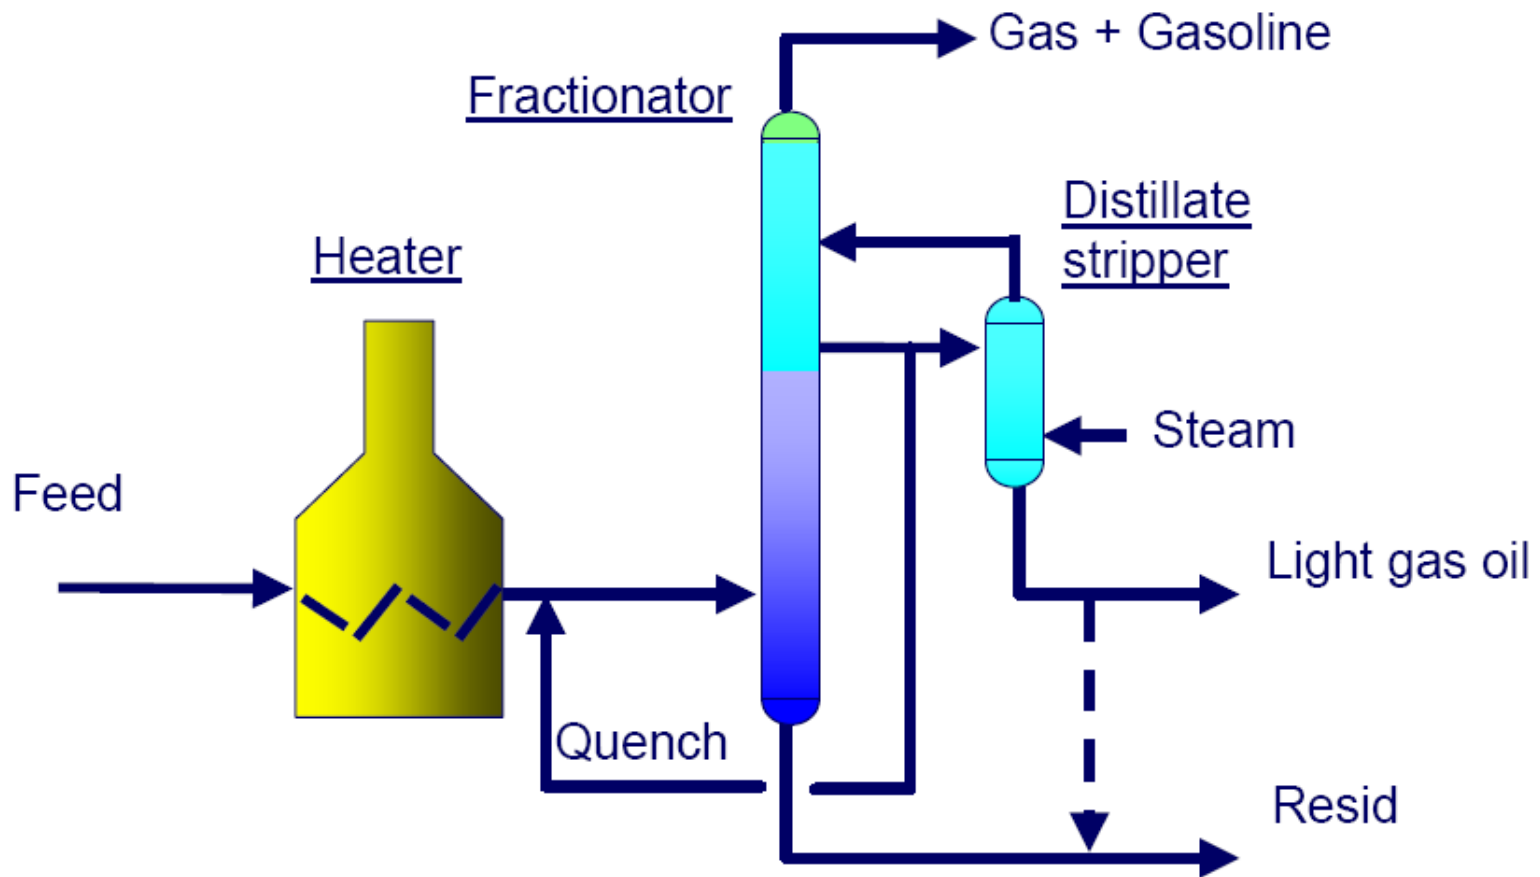 Gas + Gasoline
Fractionator
Distillate
stripper
Heater
Steam
Feed
Light gas oil
Quench
Resid